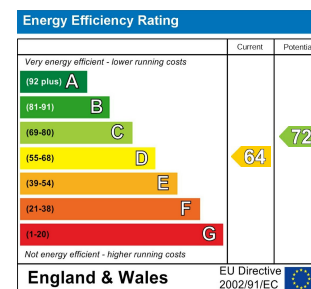 Energy Efficiency Rating
Current
Potentia
Very energy efficient - lower running costs
(92 plus) A
(81-91) B
(69-80) C
72
(55-68) D
64
(39-54) E
(21-38) F
(1-20) G
Not energy efficient - higher running costs
England & Wales
EU Directive
2002/91/EC